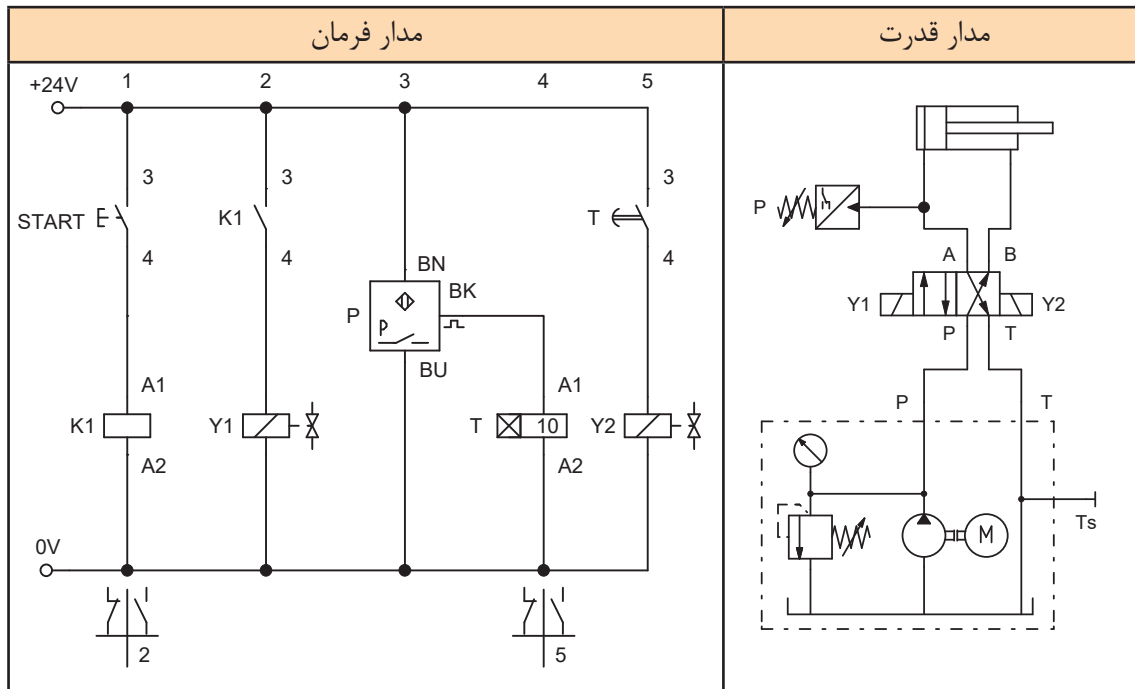 مدار فرمان
مدار قدرت
+24V 1 2 3 4 5
3 3 3
START K1 T
4 4 4
BN
BK
P
p
BU
A1 A1
K1 Y1 T 10 Y2
A2 A2
0V
2 5
P
A B
Y1 Y2
P T
P T
M
Ts